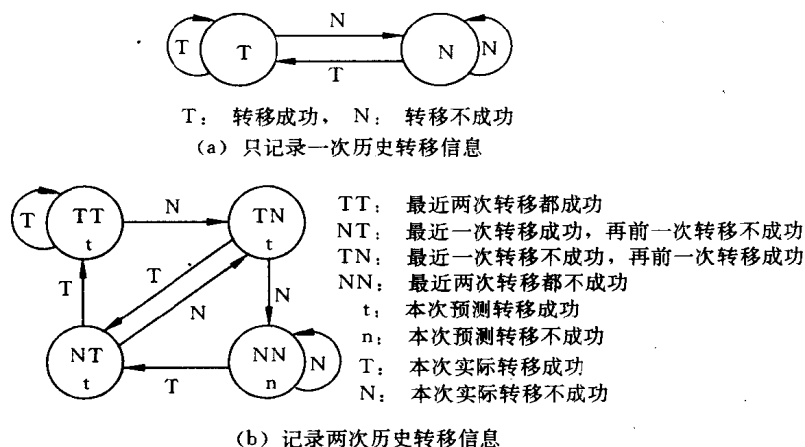 N
T T N N
T
T： 转移成功， N： 转移不成功
（a）只记录一次历史转移信息
T TT t N TN t
T T N N
NT t T NN n N
TT： 最近两次转移都成功
NT： 最近一次转移成功，再前一次转移不成功
TN： 最近一次转移不成功，再前一次转移成功
NN： 最近两次转移都不成功
t： 本次预测转移成功
n： 本次预测转移不成功
T： 本次实际转移成功
N： 本次实际转移不成功
（b）记录两次历史转移信息